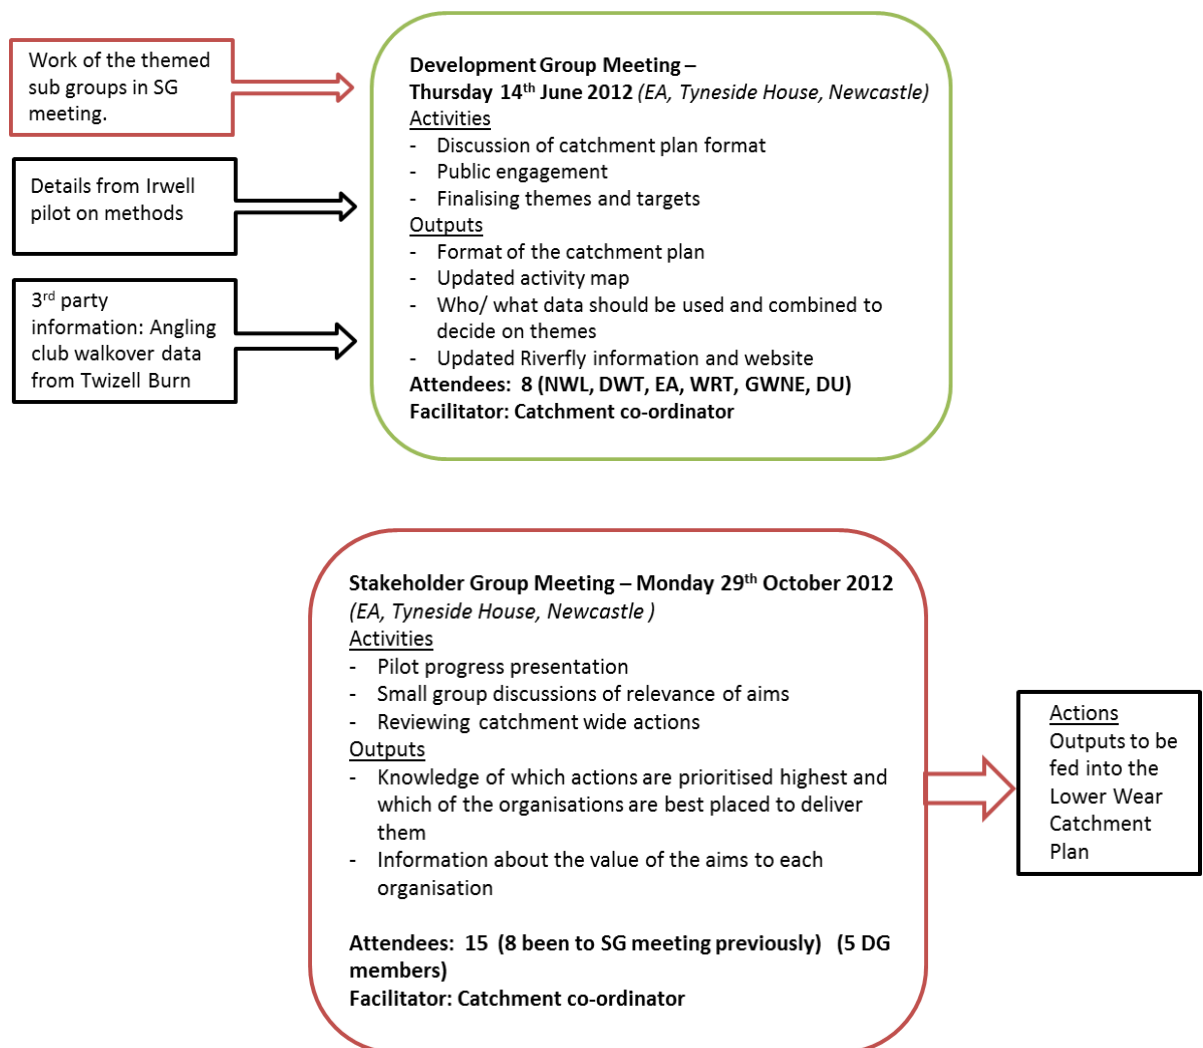 Work of the themed
sub groups in SG
meeting.
Details from Irwell
pilot on methods
3rd party
information: Angling
club walkover data
from Twizell Burn
Development Group Meeting –
Thursday 14th June 2012 (EA, Tyneside House, Newcastle)
Activities
- Discussion of catchment plan format
- Public engagement
- Finalising themes and targets
Outputs
- Format of the catchment plan
- Updated activity map
- Who/ what data should be used and combined to
decide on themes
- Updated Riverfly information and website
Attendees: 8 (NWL, DWT, EA, WRT, GWNE, DU)
Facilitator: Catchment co-ordinator
Stakeholder Group Meeting – Monday 29th October 2012
(EA, Tyneside House, Newcastle )
Activities
- Pilot progress presentation
- Small group discussions of relevance of aims
- Reviewing catchment wide actions
Outputs
- Knowledge of which actions are prioritised highest and
which of the organisations are best placed to deliver
them
- Information about the value of the aims to each
organisation
Attendees: 15 (8 been to SG meeting previously) (5 DG
members)
Facilitator: Catchment co-ordinator
Actions
Outputs to be
fed into the
Lower Wear
Catchment
Plan